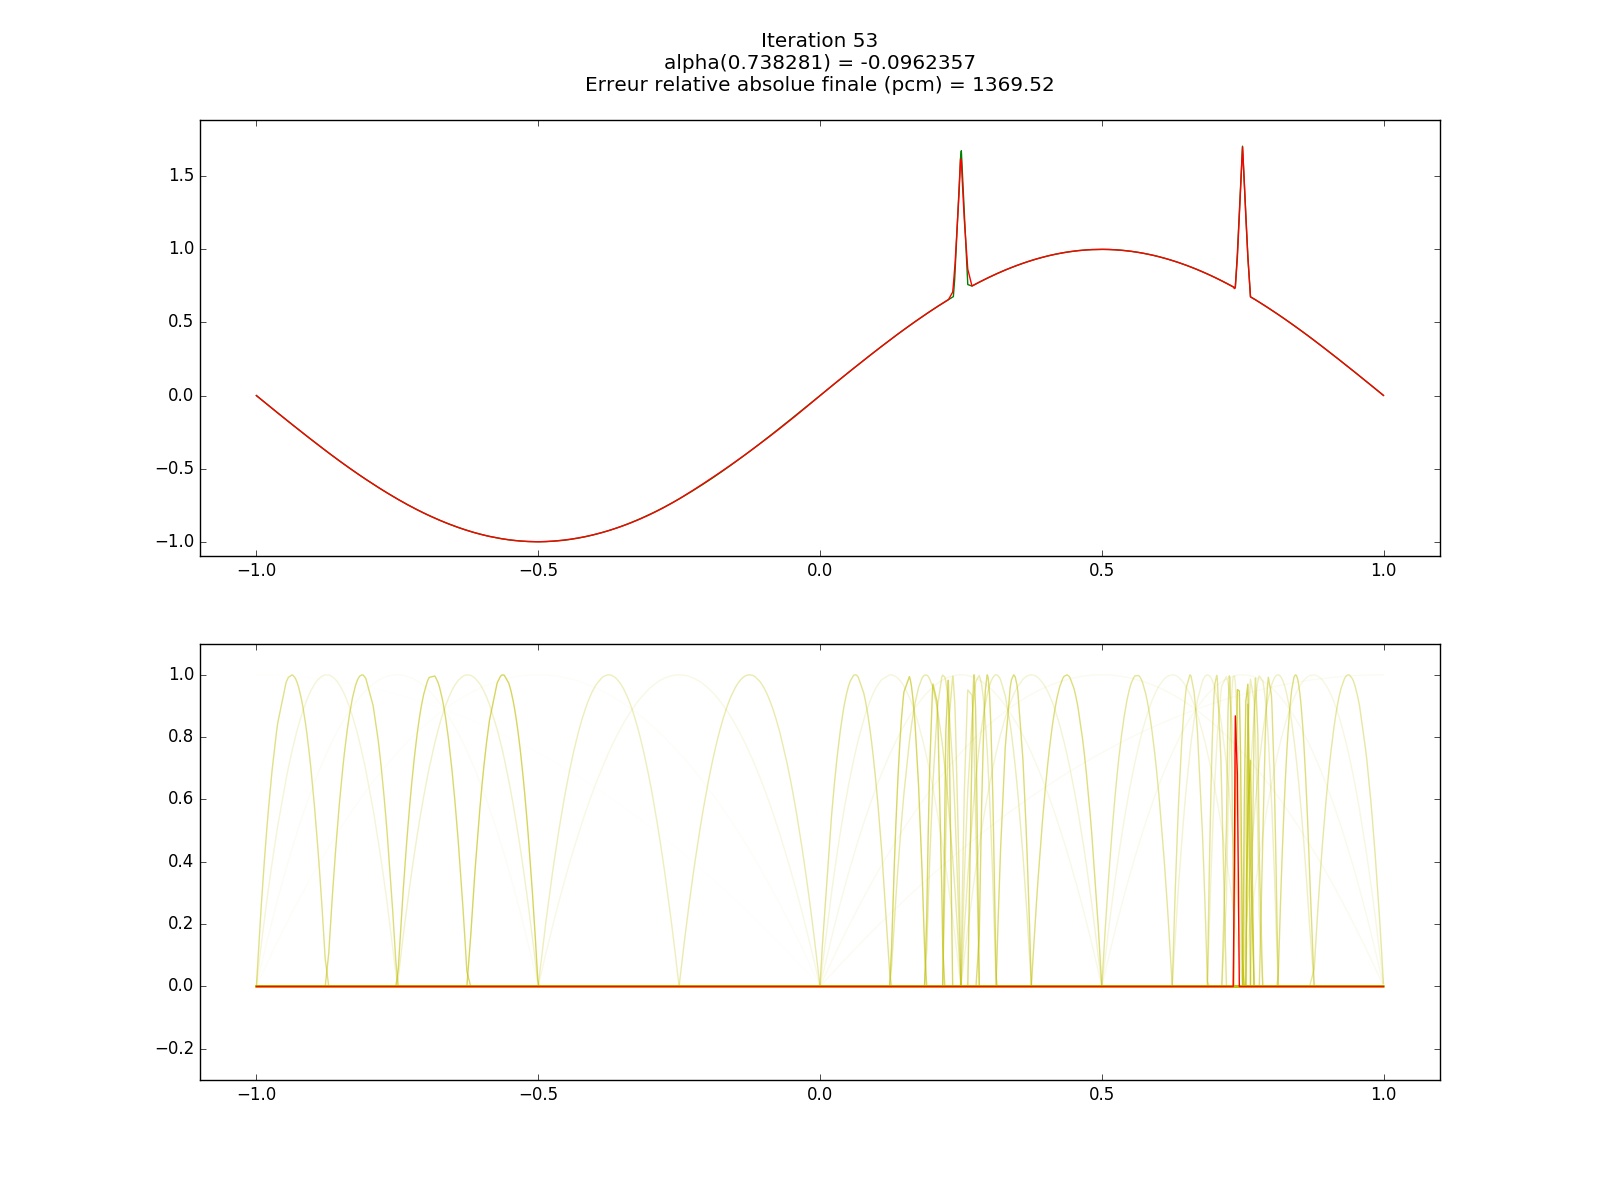 Iteration 53
alpha(0.738281) = -0.0962357
Erreur relative absolue finale (pcm) = 1369.52
1.5
1.0
0.5
0.0
−0.5
−1.0
−1.0 −0.5 0.0 0.5 1.0
1.0
0.8
0.6
0.4
0.2
0.0
−0.2
−1.0 −0.5 0.0 0.5 1.0